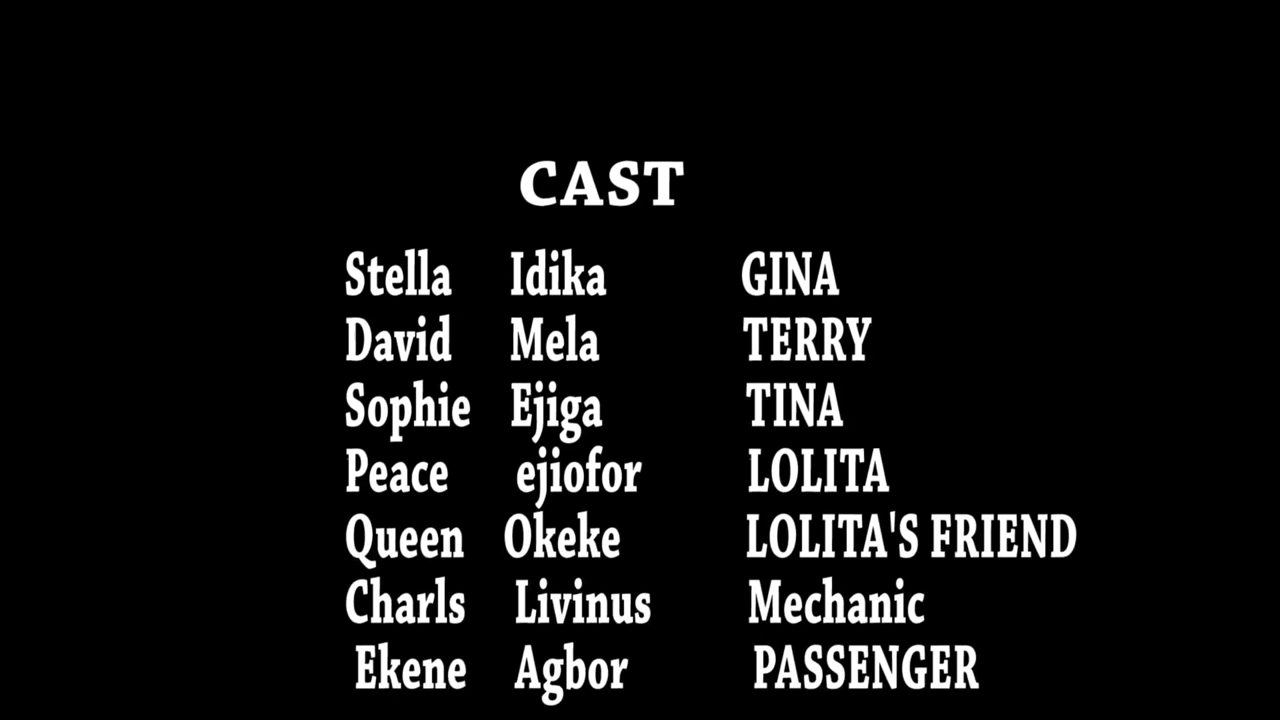 CAST
Stella Idika GINA
David Mela TERRY
Sophie Ejiga TINA
Peace ejiofor LOLITA
Queen Okeke LOLITA'S FRIEND
Charls Livinus Mechanic
Ekene Agbor PASSENGER